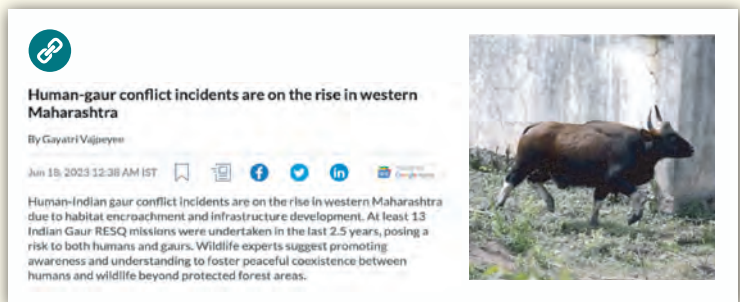 Human-gaur conflict incidents are on the rise in western
Maharashtra
By Gayatri Vajpeyee
Jun 18, 2023 12:38 AM IST
Human-Indian gaur conflict incidents are on the rise in western Maharashtra
due to habitat encroachment and infrastructure development. At least 13
Indian Gaur RESQ missions were undertaken in the last 2.5 years, posing a
risk to both humans and gaurs. Wildlife experts suggest promoting
awareness and understanding to foster peaceful coexistence between
humans and wildlife beyond protected forest areas.